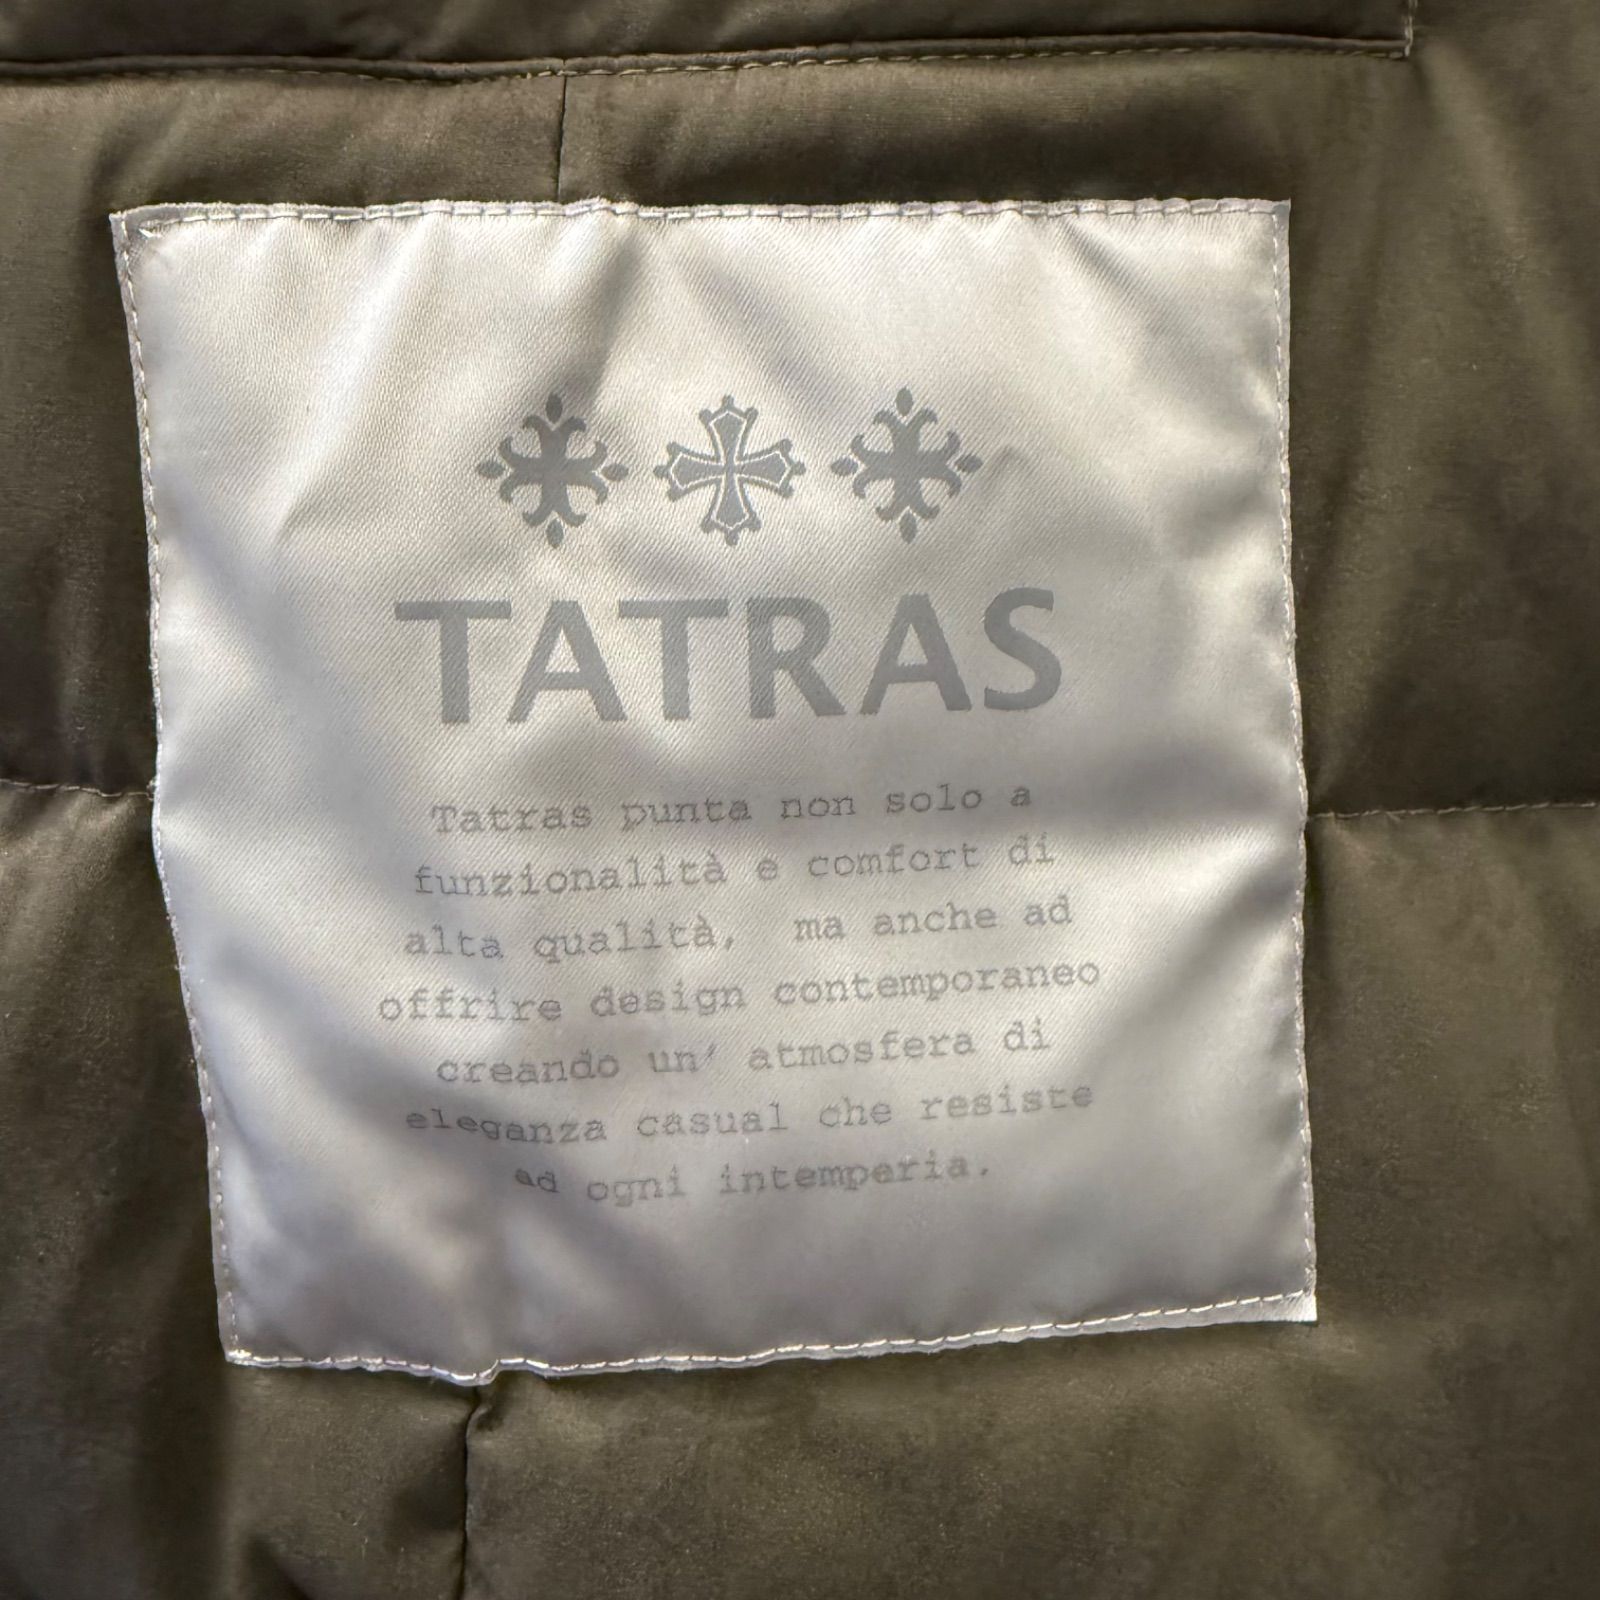 TATRAS
Tatras punta non solo a
funzionalità e comfort di
alta qualità, ma anche ad
offrire design contemporaneo
creando un' atmosfera di
eleganza casual che resiste
ad ogni intemperia.